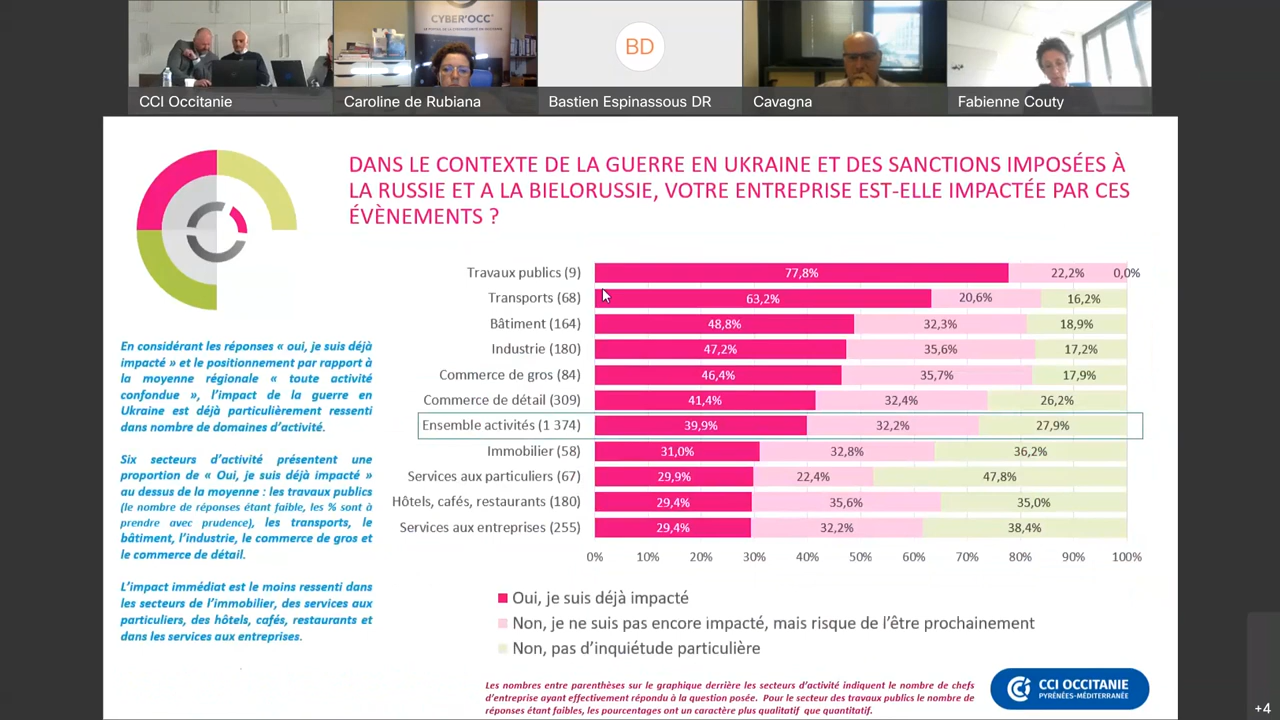 CYBER'OCC
BD
CCI Occitanie
Caroline de Rubiana
Bastien Espinassous DR
Cavagna
Fabienne Couty
DANS LE CONTEXTE DE LA GUERRE EN UKRAINE ET DES SANCTIONS IMPOSÉES À
LA RUSSIE ET A LA BIELORUSSIE, VOTRE ENTREPRISE EST-ELLE IMPACTÉE PAR CES
ÉVÈNEMENTS ?
En considérant les réponses « oui, je suis déjà
impacté » et le positionnement par rapport à
la moyenne régionale « toute activité
confondue », l'impact de la guerre en
Ukraine est déjà particulièrement ressenti
dans nombre de domaines d'activité.
Six secteurs d'activité présentent une
proportion de « Oui, je suis déjà impacté »
au dessus de la moyenne : les travaux publics
(le nombre de réponses étant faible, les % sont à
prendre avec prudence), les transports, le
bâtiment, l'industrie, le commerce de gros et
le commerce de détail.
L'impact immédiat est le moins ressenti dans
les secteurs de l'immobilier, des services aux
particuliers, des hôtels, cafés, restaurants et
dans les services aux entreprises.
Travaux publics (9) 77,8% 22,2% 0,0%
Transports (68) 63,2% 20,6% 16,2%
Bâtiment (164) 48,8% 32,3% 18,9%
Industrie (180) 47,2% 35,6% 17,2%
Commerce de gros (84) 46,4% 35,7% 17,9%
Commerce de détail (309) 41,4% 32,4% 26,2%
Ensemble activités (1 374) 39,9% 32,2% 27,9%
Immobilier (58) 31,0% 32,8% 36,2%
Services aux particuliers (67) 29,9% 22,4% 47,8%
Hôtels, cafés, restaurants (180) 29,4% 35,6% 35,0%
Services aux entreprises (255) 29,4% 32,2% 38,4%
0% 10% 20% 30% 40% 50% 60% 70% 80% 90% 100%
Oui, je suis déjà impacté
Non, je ne suis pas encore impacté, mais risque de l'être prochainement
Non, pas d'inquiétude particulière
Les nombres entre parenthèses sur le graphique derrière les secteurs d'activité indiquent le nombre de chefs
d'entreprise ayant effectivement répondu à la question posée. Pour le secteur des travaux publics le nombre de
réponses étant faibles, les pourcentages ont un caractère plus qualitatif que quantitatif.
CCI OCCITANIE
PYRÉNÉES-MÉDITERRANÉE
+4